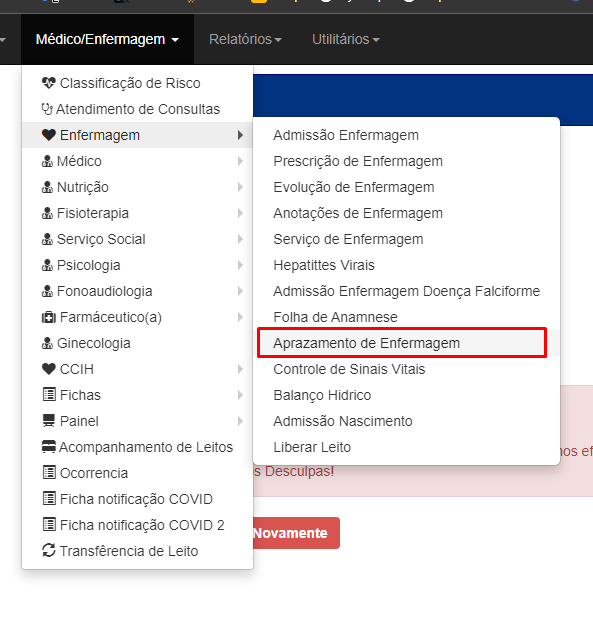 Médico/Enfermagem
Relatórios
Utilitários
Classificação de Risco
Atendimento de Consultas
Enfermagem
Médico
Nutrição
Fisioterapia
Serviço Social
Psicologia
Fonoaudiologia
Farmáceutico(a)
Ginecologia
CCIH
Fichas
Painel
Acompanhamento de Leitos
Ocorrencia
Ficha notificação COVID
Ficha notificação COVID 2
Transfêrencia de Leito
Admissão Enfermagem
Prescrição de Enfermagem
Evolução de Enfermagem
Anotações de Enfermagem
Serviço de Enfermagem
Hepatittes Virais
Admissão Enfermagem Doença Falciforme
Folha de Anamnese
Aprazamento de Enfermagem
Controle de Sinais Vitais
Balanço Hidrico
Admissão Nascimento
Liberar Leito
s Desculpas!
Novamente